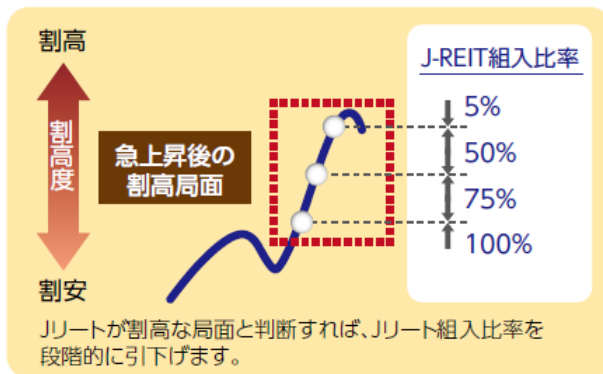 割高
割高度
割安
急上昇後の
割高局面
J-REIT組入比率
5%
50%
75%
100%
Jリートが割高な局面と判断すれば、Jリート組入比率を
段階的に引下げます。